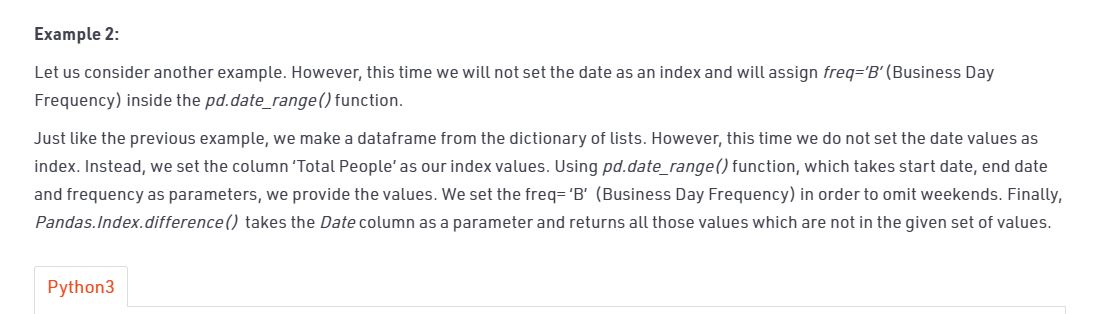 Example 2:
Let us consider another example. However, this time we will not set the date as an index and will assign freq=’B’ (Business Day
Frequency) inside the pd.date_range() function.
Just like the previous example, we make a dataframe from the dictionary of lists. However, this time we do not set the date values as
index. Instead, we set the column ‘Total People’ as our index values. Using pd.date_range() function, which takes start date, end date
and frequency as parameters, we provide the values. We set the freq= ‘B’  (Business Day Frequency) in order to omit weekends. Finally,
Pandas.Index.difference()  takes the Date column as a parameter and returns all those values which are not in the given set of values.
Python3